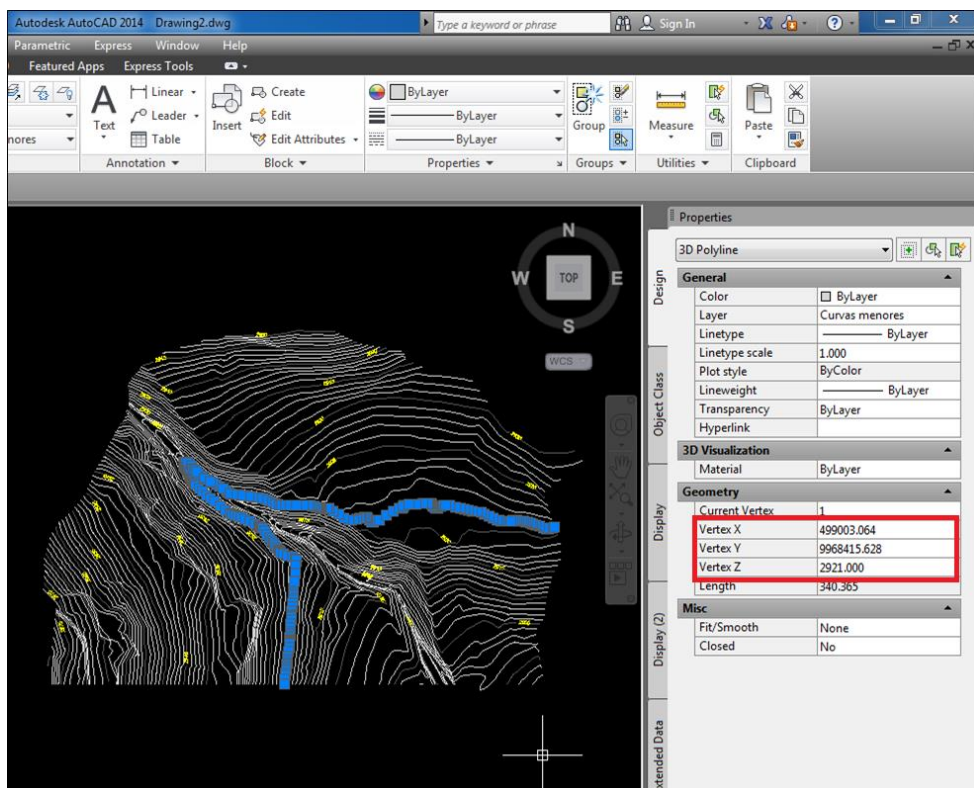 Autodesk AutoCAD 2014 Drawing2.dwg
Type a keyword or phrase
Sign In
Parametric Express Window Help
Featured Apps Express Tools
Linear
Create
ByLayer
Leader
Edit
ByLayer
Text
Insert
Group
Measure
Paste
nores
Table
Edit Attributes
ByLayer
Annotation
Block
Properties
Groups
Utilities
Clipboard
N
W
TOP
E
S
WCS
Properties
3D Polyline
Design
Object Class
Display
Display (2)
xtended Data
General
Color ByLayer
Layer Curvas menores
Linetype ByLayer
Linetype scale 1.000
Plot style ByColor
Lineweight ByLayer
Transparency ByLayer
Hyperlink
3D Visualization
Material ByLayer
Geometry
Current Vertex 1
Vertex X 499003.064
Vertex Y 9968415.628
Vertex Z 2921.000
Length 340.365
Misc
Fit/Smooth None
Closed No